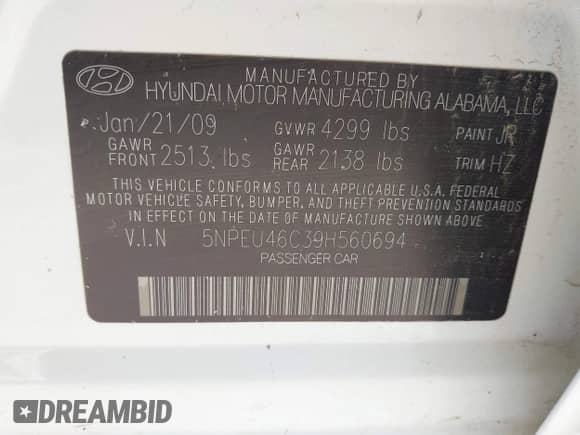 MANUFACTURED BY
HYUNDAI MOTOR MANUFACTURING ALABAMA, LLC
Jan/21/09 GVWR 4299 lbs PAINT JR
GAWR FRONT 2513 lbs GAWR REAR 2138 lbs TRIM HZ
THIS VEHICLE CONFORMS TO ALL APPLICABLE U.S.A. FEDERAL
MOTOR VEHICLE SAFETY, BUMPER, AND THEFT PREVENTION STANDARDS
IN EFFECT ON THE DATE OF MANUFACTURE SHOWN ABOVE.
V.I.N 5NPEU46C39H560694
PASSENGER CAR
DREAMBID